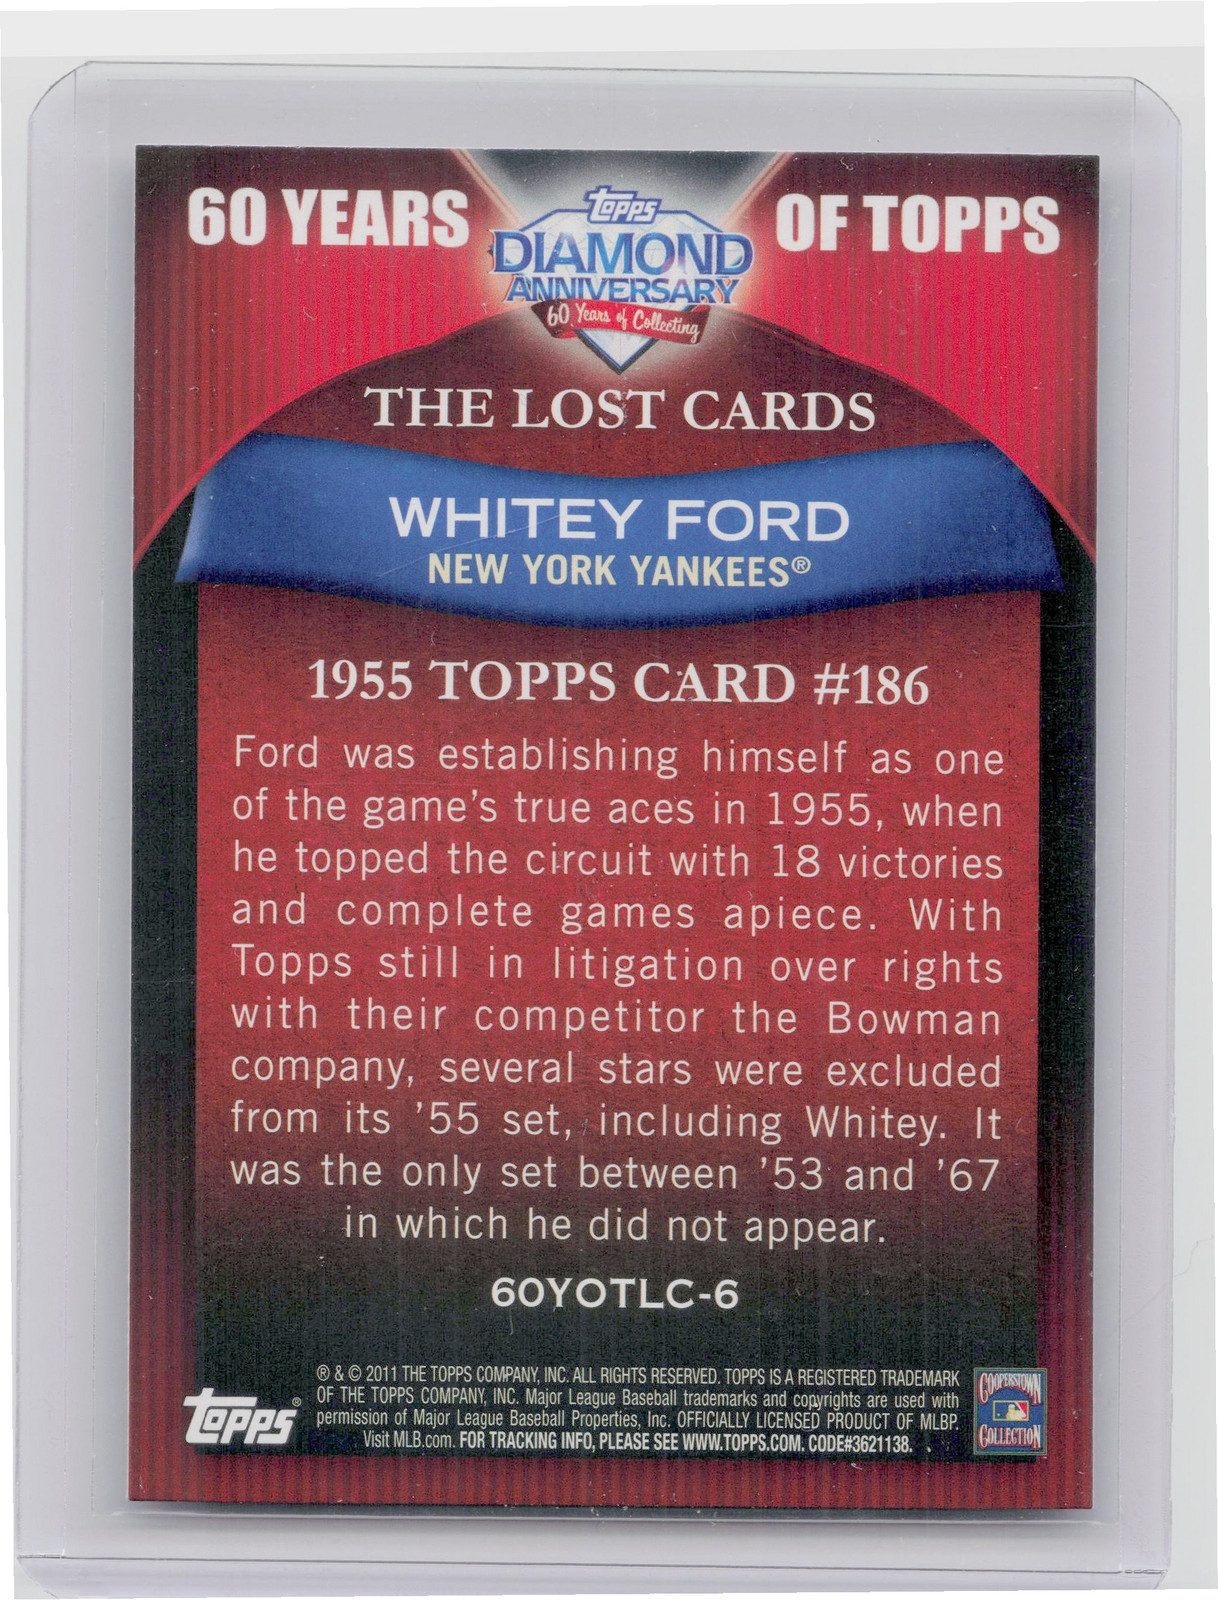 60 YEARS OF TOPPS
topps
DIAMOND
ANNIVERSARY
60 Years of Collecting
THE LOST CARDS
WHITEY FORD
NEW YORK YANKEES®
1955 TOPPS CARD #186
Ford was establishing himself as one
of the game's true aces in 1955, when
he topped the circuit with 18 victories
and complete games apiece. With
Topps still in litigation over rights
with their competitor the Bowman
company, several stars were excluded
from its '55 set, including Whitey. It
was the only set between '53 and '67
in which he did not appear.
60YOTLC-6
® & © 2011 THE TOPPS COMPANY, INC. ALL RIGHTS RESERVED. TOPPS IS A REGISTERED TRADEMARK
OF THE TOPPS COMPANY, INC. Major League Baseball trademarks and copyrights are used with
permission of Major League Baseball Properties, Inc. OFFICIALLY LICENSED PRODUCT OF MLBP.
Visit MLB.com. FOR TRACKING INFO, PLEASE SEE WWW.TOPPS.COM. CODE#3621138.
topps®
COOPERSTOWN
COLLECTION